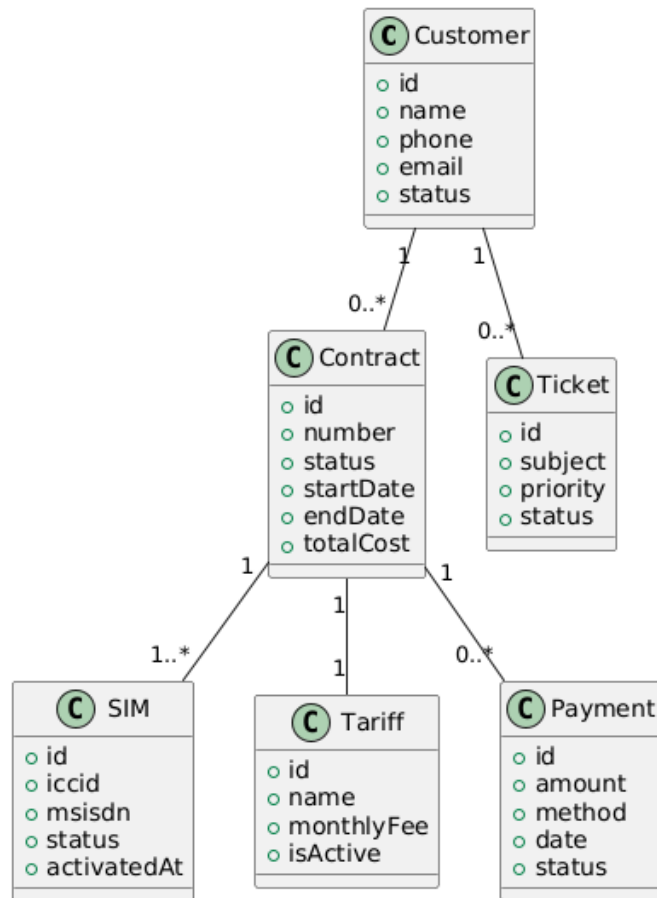 C Customer
id
name
phone
email
status
1
1
0..*
0..*
C Contract
id
number
status
startDate
endDate
totalCost
C Ticket
id
subject
priority
status
1
1
1
1..*
1
0..*
C SIM
id
iccid
msisdn
status
activatedAt
C Tariff
id
name
monthlyFee
isActive
C Payment
id
amount
method
date
status